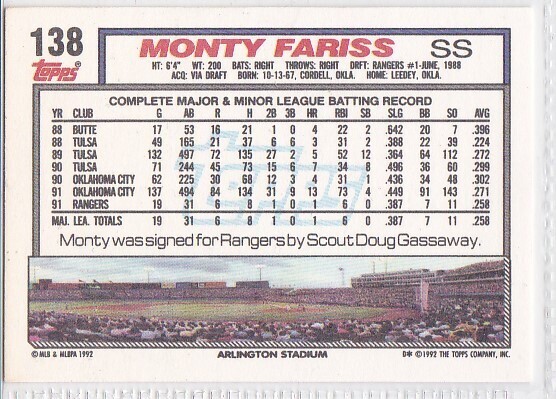 138
MONTY FARISS SS
topps®
HT: 6'4" WT: 200 BATS: RIGHT THROWS: RIGHT DRFT: RANGERS #1-JUNE, 1988
ACQ: VIA DRAFT BORN: 10-13-67, CORDELL, OKLA. HOME: LEEDEY, OKLA.
COMPLETE MAJOR & MINOR LEAGUE BATTING RECORD
YR CLUB G AB R H 2B 3B HR RBI SB SLG BB SO AVG
88 BUTTE 17 53 16 21 1 0 4 22 2 .642 20 7 .396
88 TULSA 49 165 21 37 6 6 3 31 2 .388 22 39 .224
89 TULSA 132 497 72 135 27 2 5 52 12 .364 64 112 .272
90 TULSA 71 244 45 73 15 6 7 34 8 .496 36 60 .299
90 OKLAHOMA CITY 62 225 30 68 12 3 4 31 1 .436 34 48 .302
91 OKLAHOMA CITY 137 494 84 134 31 9 13 73 4 .449 91 143 .271
91 RANGERS 19 31 6 8 1 0 1 6 0 .387 7 11 .258
MAJ. LEA. TOTALS 19 31 6 8 1 0 1 6 0 .387 7 11 .258
Monty was signed for Rangers by Scout Doug Gassaway.
© MLB & MLBPA 1992 ARLINGTON STADIUM D* © 1992 THE TOPPS COMPANY, INC.